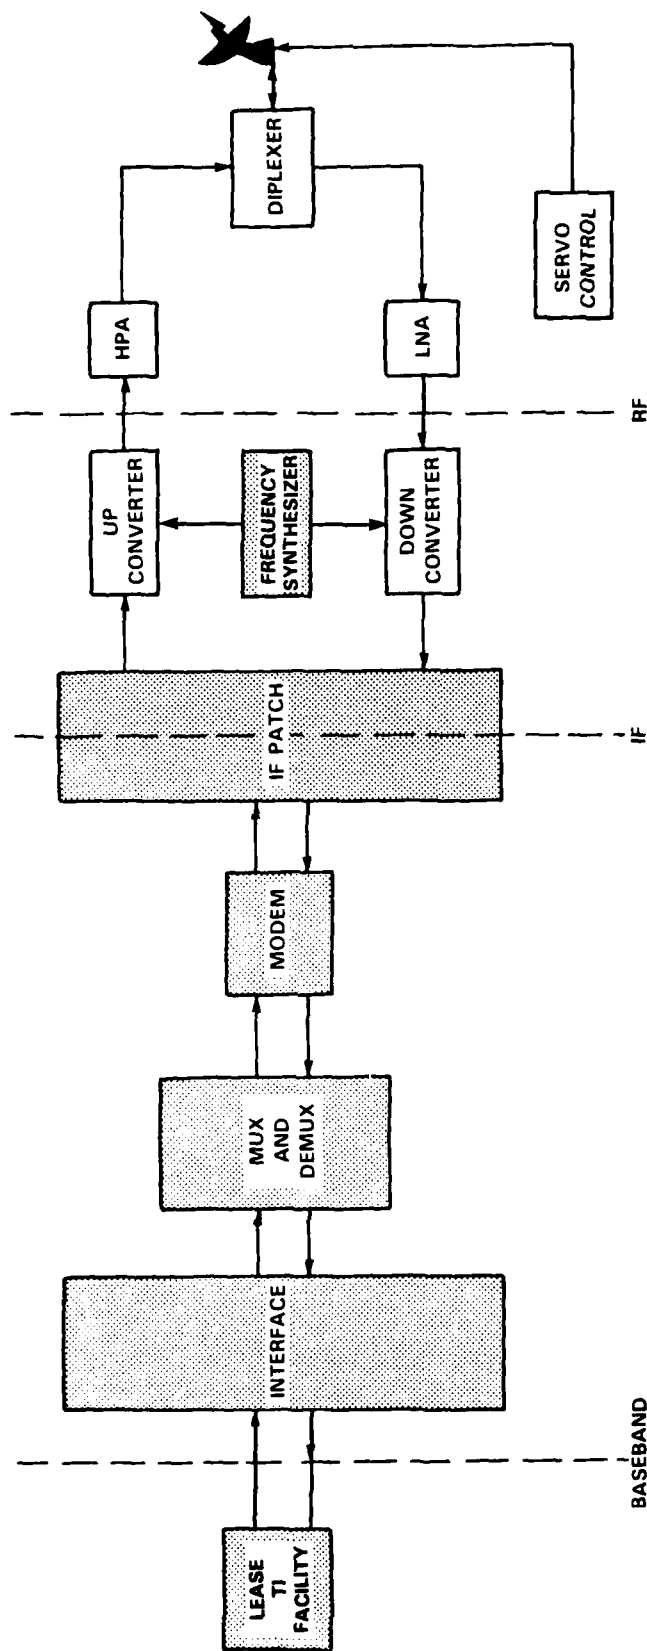 LEASE
TI
FACILITY
BASEBAND
INTERFACE
MUX
AND
DEMUX
MODEM
IF PATCH
IF
UP
CONVERTER
FREQUENCY
SYNTHESIZER
DOWN
CONVERTER
RF
HPA
LNA
DIPLEXER
SERVO
CONTROL